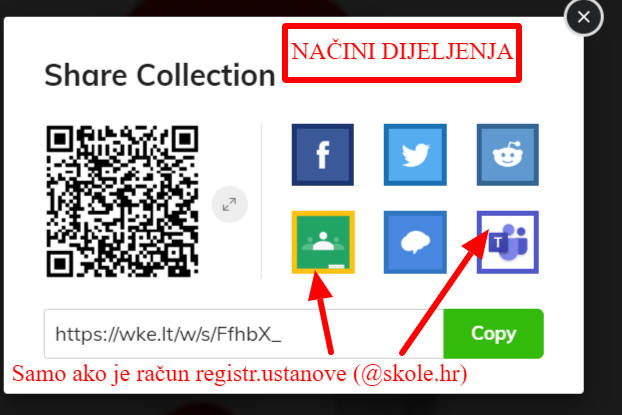 NAČINI DIJELJENJA
Share Collection
f
T
https://wke.lt/w/s/FfhbX_
Copy
Samo ako je račun registr.ustanove (@skole.hr)